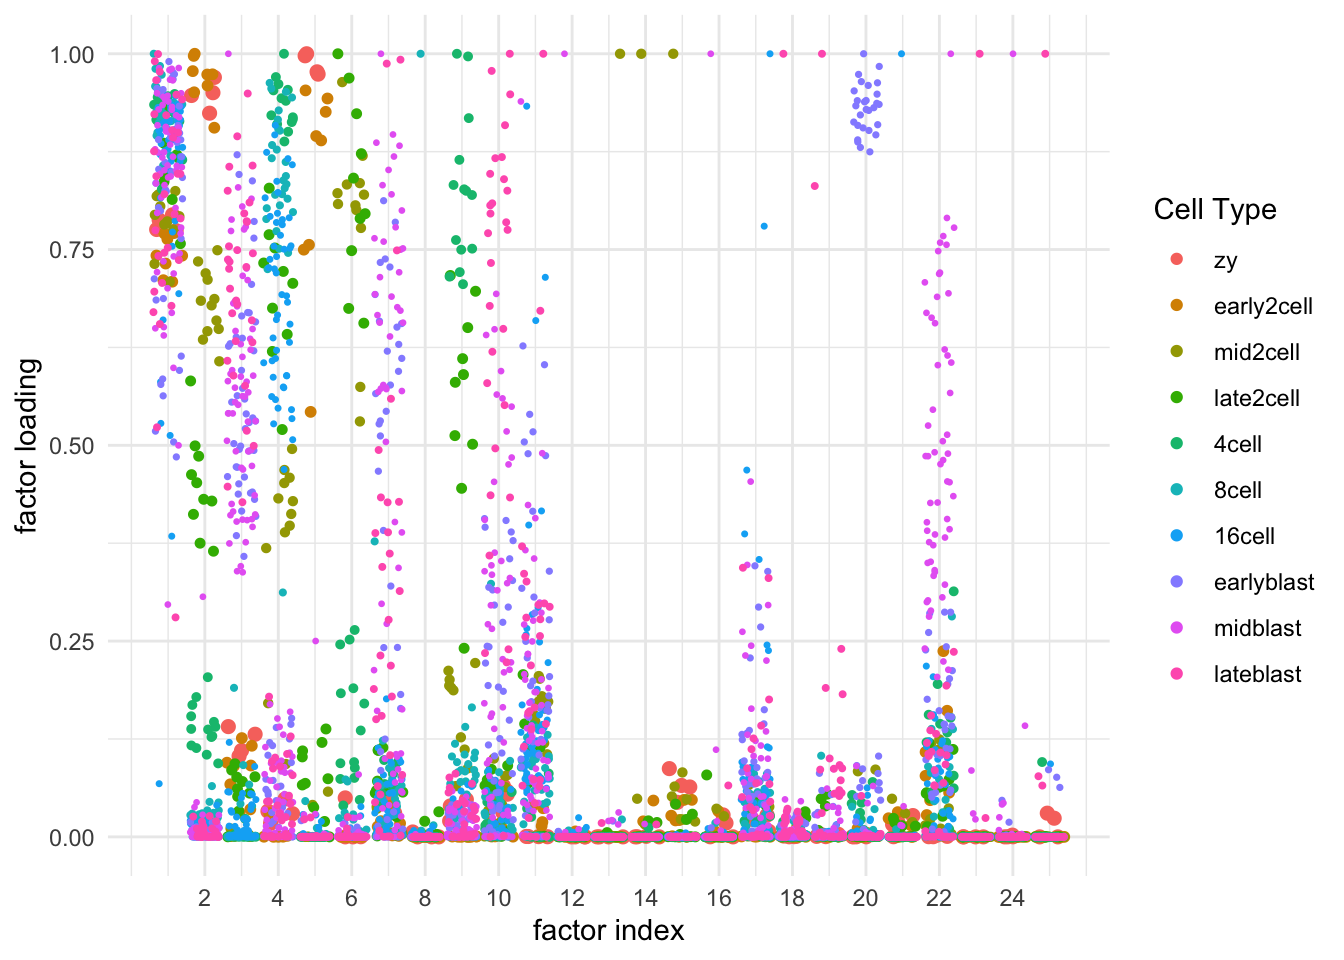 1.00
0.75
0.50
0.25
0.00
factor loading
2 4 6 8 10 12 14 16 18 20 22 24
factor index
Cell Type
zy
early2cell
mid2cell
late2cell
4cell
8cell
16cell
earlyblast
midblast
lateblast